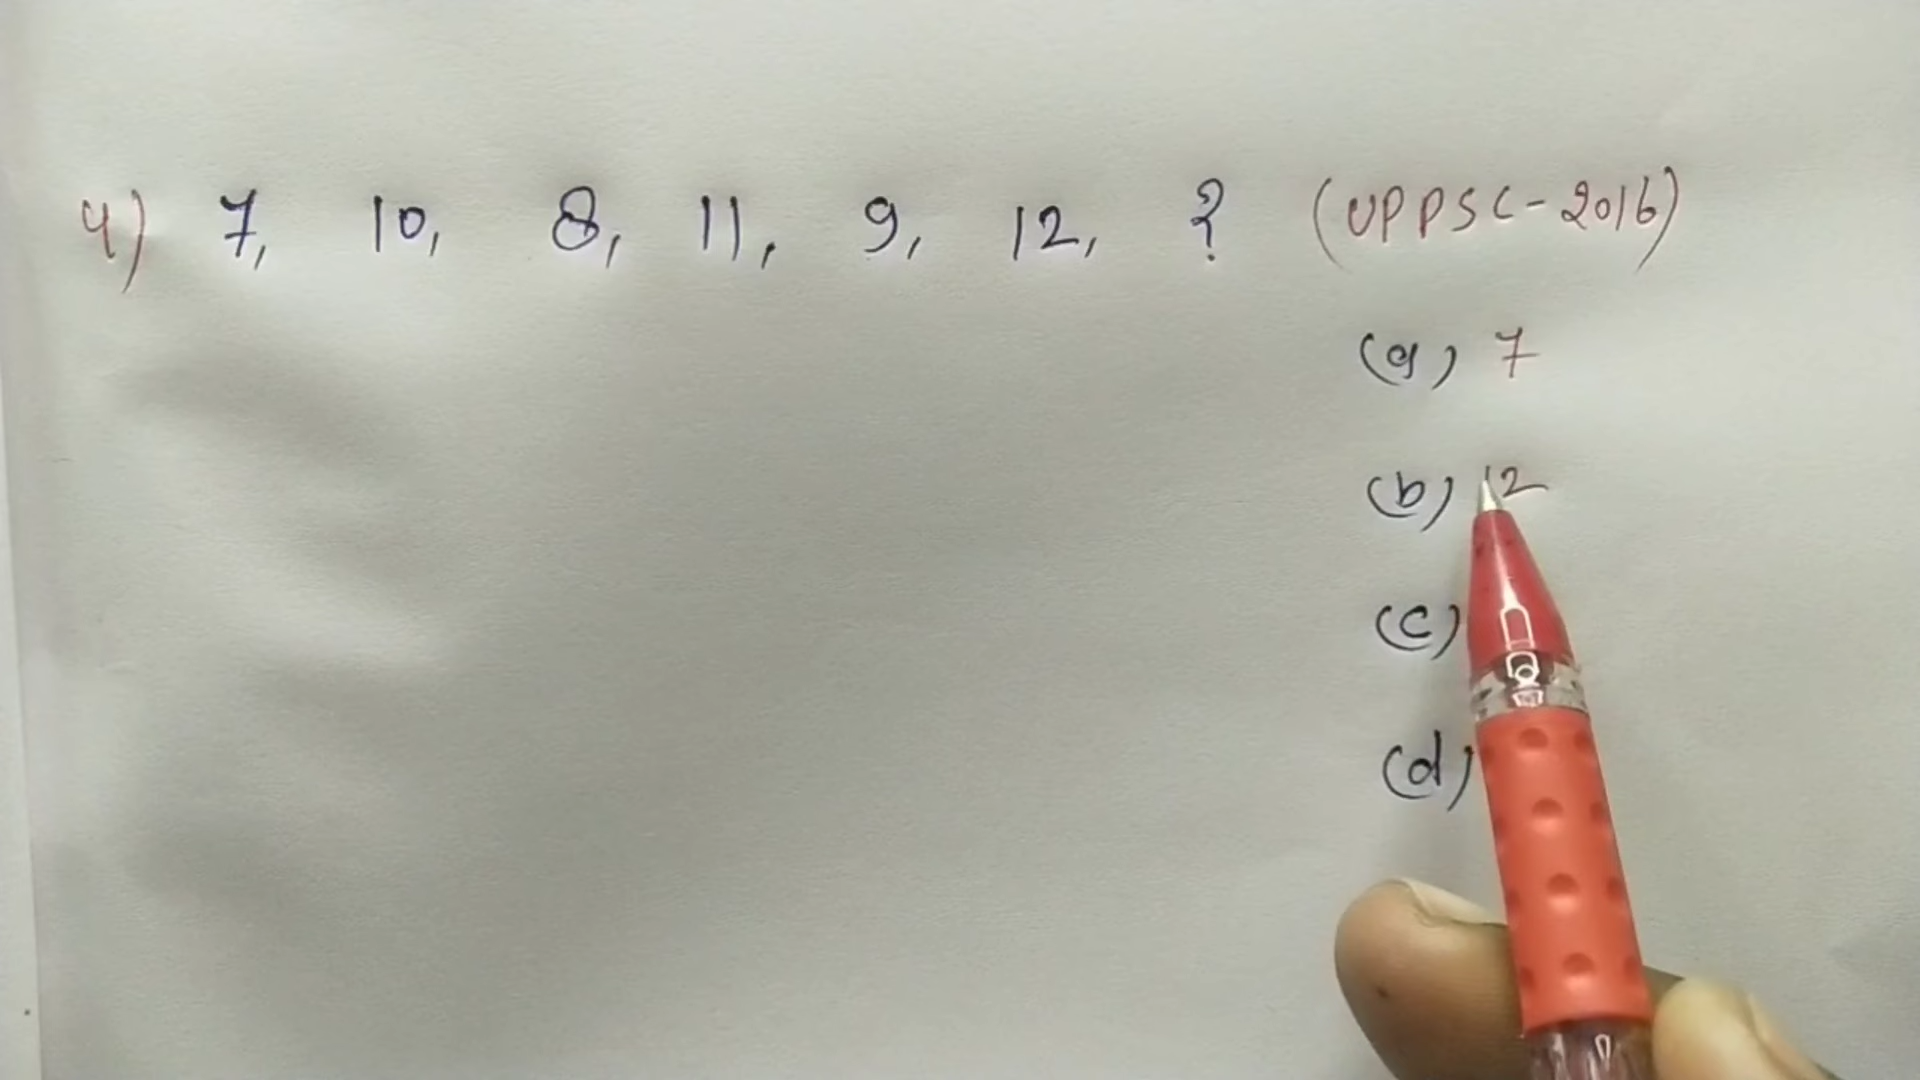 4) 7, 10, 8, 11, 9, 12, ? (UPPSC-2016)
(a) 7
(b) 12
(c)
(d)